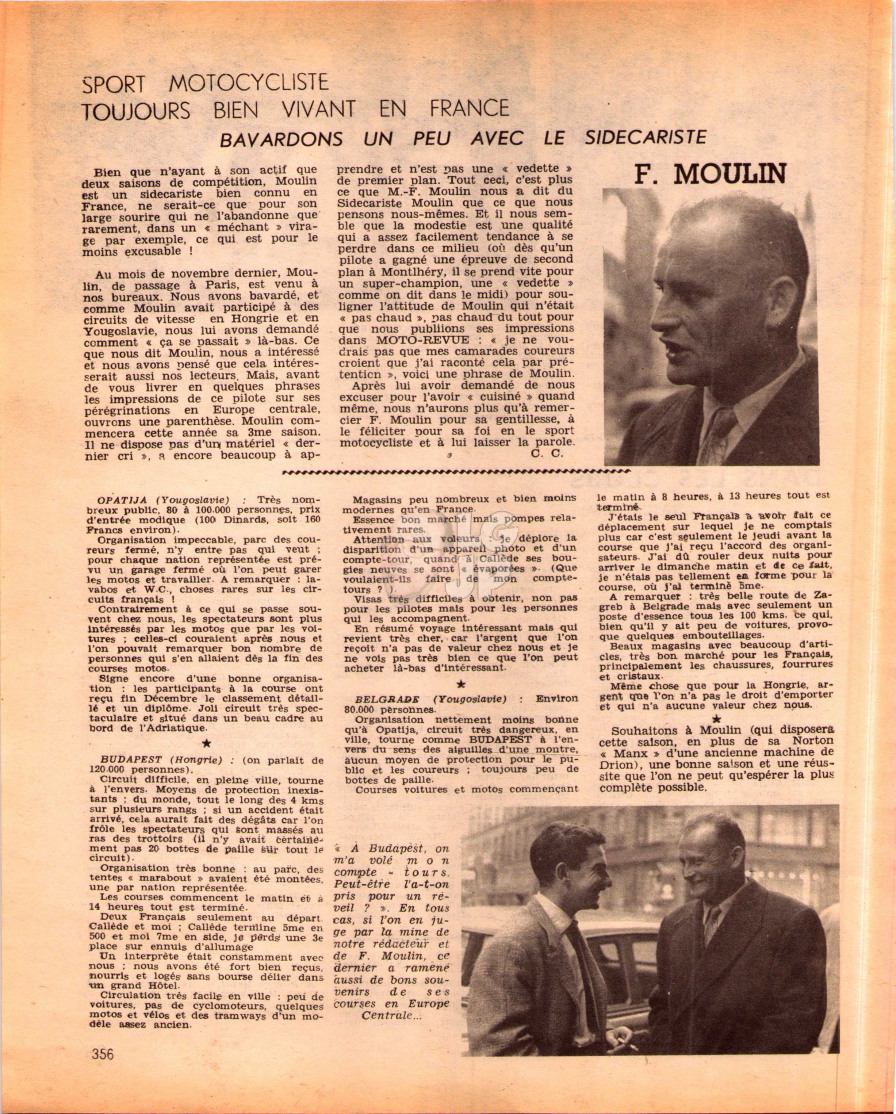 SPORT MOTOCYCLISTE
TOUJOURS BIEN VIVANT EN FRANCE
BAVARDONS UN PEU AVEC LE SIDECARISTE
F. MOULIN
Bien que n'ayant à son actif que
deux saisons de compétition, Moulin
est un sidecariste bien connu en
France, ne serait-ce que pour son
large sourire qui ne l'abandonne que
rarement, dans un « méchant » vira-
ge par exemple, ce qui est pour le
moins excusable !
Au mois de novembre dernier, Mou-
lin, de passage à Paris, est venu à
nos bureaux. Nous avons bavardé, et
comme Moulin avait participé à des
circuits de vitesse en Hongrie et en
Yougoslavie, nous lui avons demandé
comment « ça se passait » là-bas. Ce
que nous dit Moulin, nous a intéressé
et nous avons pensé que cela intéres-
serait aussi nos lecteurs. Mais, avant
de vous livrer en quelques phrases
les impressions de ce pilote sur ses
pérégrinations en Europe centrale,
ouvrons une parenthèse. Moulin com-
mencera cette année sa 3me saison.
Il ne dispose pas d'un matériel « der-
nier cri », a encore beaucoup à ap-
prendre et n'est pas une « vedette »
de premier plan. Tout ceci, c'est plus
ce que M.-F. Moulin nous a dit du
Sidecariste Moulin que ce que nous
pensons nous-mêmes. Et il nous sem-
ble que la modestie est une qualité
qui a assez facilement tendance à se
perdre dans ce milieu (où dès qu'un
pilote a gagné une épreuve de second
plan à Montlhéry, il se prend vite pour
un super-champion, une « vedette »
comme on dit dans le midi) pour sou-
ligner l'attitude de Moulin qui n'était
« pas chaud », pas chaud du tout pour
que nous publiions ses impressions
dans MOTO-REVUE : « je ne vou-
drais pas que mes camarades coureurs
croient que j'ai raconté cela par pré-
tention », voici une phrase de Moulin.
Après lui avoir demandé de nous
excuser pour l'avoir « cuisiné » quand
même, nous n'aurons plus qu'à remer-
cier F. Moulin pour sa gentillesse, à
le féliciter pour sa foi en le sport
motocycliste et à lui laisser la parole.
C. C.
OPATIJA (Yougoslavie) : Très nom-
breux public, 80 à 100.000 personnes, prix
d'entrée modique (100 Dinards, soit 160
Francs environ).
Organisation impeccable, parc des cou-
reurs fermé, n'y entre pas qui veut ;
pour chaque nation représentée est pré-
vu un garage fermé où l'on peut garer
les motos et travailler. A remarquer : la-
vabos et W.C., choses rares sur les cir-
cuits français !
Contrairement à ce qui se passe sou-
vent chez nous, les spectateurs sont plus
intéressés par les motos que par les voi-
tures ; celles-ci couraient après nous et
l'on pouvait remarquer bon nombre de
personnes qui s'en allaient dès la fin des
courses motos.
Signe encore d'une bonne organisa-
tion : les participants à la course ont
reçu fin Décembre le classement détail-
lé et un diplôme. Joli circuit très spec-
taculaire et situé dans un beau cadre au
bord de l'Adriatique.
★
BUDAPEST (Hongrie) : (on parlait de
120.000 personnes).
Circuit difficile, en pleine ville, tourne
à l'envers. Moyens de protection inexis-
tants ; du monde, tout le long des 4 kms
sur plusieurs rangs ; si un accident était
arrivé, cela aurait fait des dégâts car l'on
frôle les spectateurs qui sont massés au
ras des trottoirs (il n'y avait certaine-
ment pas 20 bottes de paille sur tout le
circuit).
Organisation très bonne : au parc, des
tentes « marabout » avaient été montées,
une par nation représentée.
Les courses commencent le matin et à
14 heures tout est terminé.
Deux Français seulement au départ
Callède et moi ; Callède termine 5me en
500 et moi 7me en side, je perds une 3e
place sur ennuis d'allumage
Un interprète était constamment avec
nous ; nous avons été fort bien reçus,
nourris et logés sans bourse délier dans
un grand Hôtel.
Circulation très facile en ville : peu de
voitures, pas de cyclomoteurs, quelques
motos et vélos et des tramways d'un mo-
dèle assez ancien.
Magasins peu nombreux et bien moins
modernes qu'en France.
Essence bon marché mais pompes rela-
tivement rares.
Attention aux voleurs : je déplore la
disparition d'un appareil photo et d'un
compte-tour, quand à Callède ses bou-
gies neuves se sont « évaporées ». (Que
voulaient-ils faire de mon compte-
tours ?)
Visas très difficiles à obtenir, non pas
pour les pilotes mais pour les personnes
qui les accompagnent.
En résumé voyage intéressant mais qui
revient très cher, car l'argent que l'on
reçoit n'a pas de valeur chez nous et je
ne vois pas très bien ce que l'on peut
acheter là-bas d'intéressant.
★
BELGRADE (Yougoslavie) : Environ
80.000 personnes.
Organisation nettement moins bonne
qu'à Opatija, circuit très dangereux, en
ville, tourne comme BUDAPEST à l'en-
vers du sens des aiguilles d'une montre,
aucun moyen de protection pour le pu-
blic et les coureurs ; toujours peu de
bottes de paille.
Courses voitures et motos commençant
le matin à 8 heures, à 13 heures tout est
terminé.
J'étais le seul Français à avoir fait ce
déplacement sur lequel je ne comptais
plus car c'est seulement le jeudi avant la
course que j'ai reçu l'accord des organi-
sateurs. J'ai dû rouler deux nuits pour
arriver le dimanche matin et de ce fait,
je n'étais pas tellement en forme pour la
course, où j'ai terminé 5me.
A remarquer : très belle route de Za-
greb à Belgrade mais avec seulement un
poste d'essence tous les 100 kms. ce qui,
bien qu'il y ait peu de voitures, provo-
que quelques embouteillages.
Beaux magasins avec beaucoup d'arti-
cles, très bon marché pour les Français,
principalement les chaussures, fourrures
et cristaux.
Même chose que pour la Hongrie, ar-
gent que l'on n'a pas le droit d'emporter
et qui n'a aucune valeur chez nous.
★
Souhaitons à Moulin (qui disposera
cette saison, en plus de sa Norton
« Manx » d'une ancienne machine de
Drion), une bonne saison et une réus-
site que l'on ne peut qu'espérer la plus
complète possible.
« A Budapest, on
m'a volé mon
compte - tours.
Peut-être l'a-t-on
pris pour un ré-
veil ? ». En tous
cas, si l'on en ju-
ge par la mine de
notre rédacteur et
de F. Moulin, ce
dernier a ramené
aussi de bons sou-
venirs de ses
courses en Europe
Centrale...
356